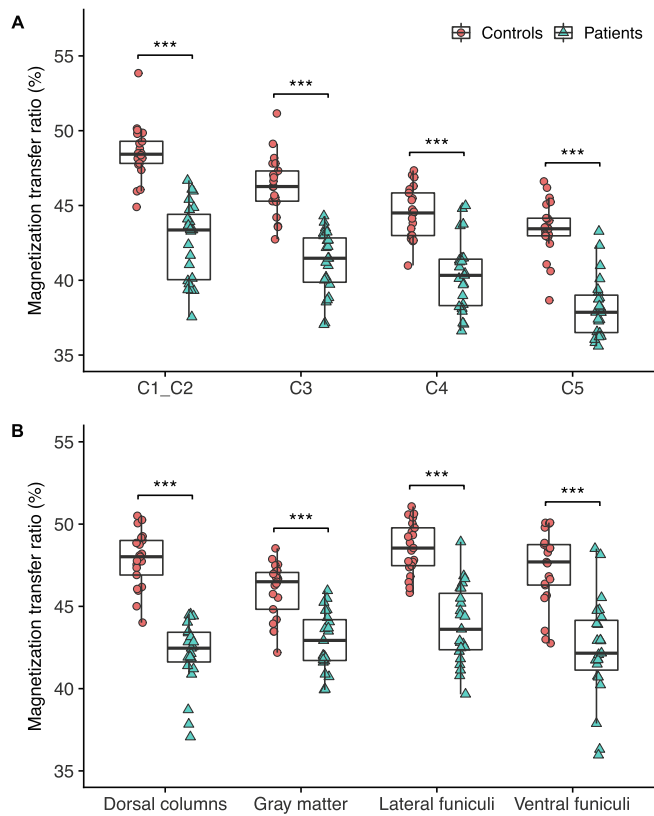 A
Controls Patients
Magnetization transfer ratio (%)
55
50
45
40
35
***
***
***
***
C1_C2 C3 C4 C5
B
Magnetization transfer ratio (%)
55
50
45
40
35
***
***
***
***
Dorsal columns Gray matter Lateral funiculi Ventral funiculi